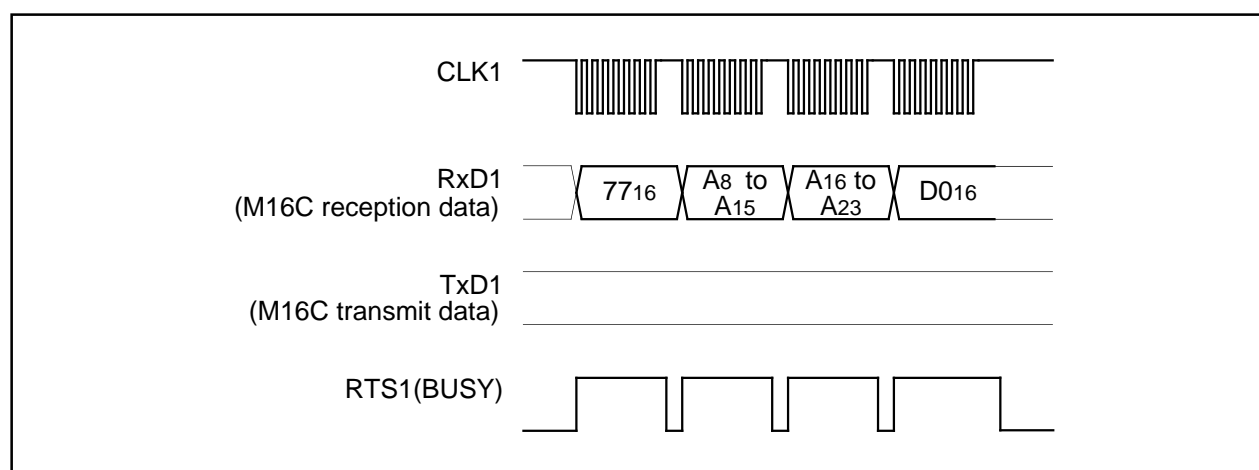 CLK1
RxD1
(M16C reception data)
7716
A8 to
A15
A16 to
A23
D016
TxD1
(M16C transmit data)
RTS1(BUSY)